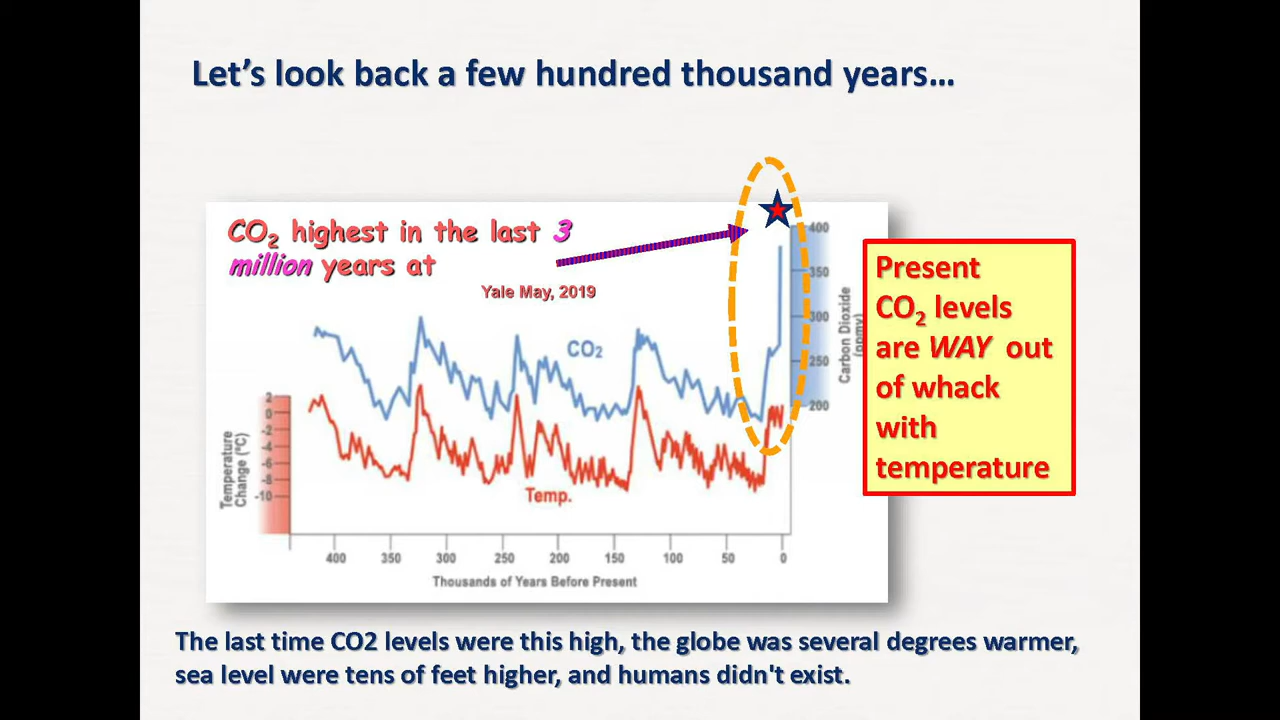 Let's look back a few hundred thousand years...
CO₂ highest in the last 3
million years at
Yale May, 2019
CO₂
Temp.
400
350
300
250
200
Carbon Dioxide
(ppmv)
Present
CO₂ levels
are WAY out
of whack
with
temperature
2
0
-2
-4
-6
-8
-10
Temperature
Change (°C)
400 350 300 250 200 150 100 50 0
Thousands of Years Before Present
The last time CO2 levels were this high, the globe was several degrees warmer,
sea level were tens of feet higher, and humans didn't exist.